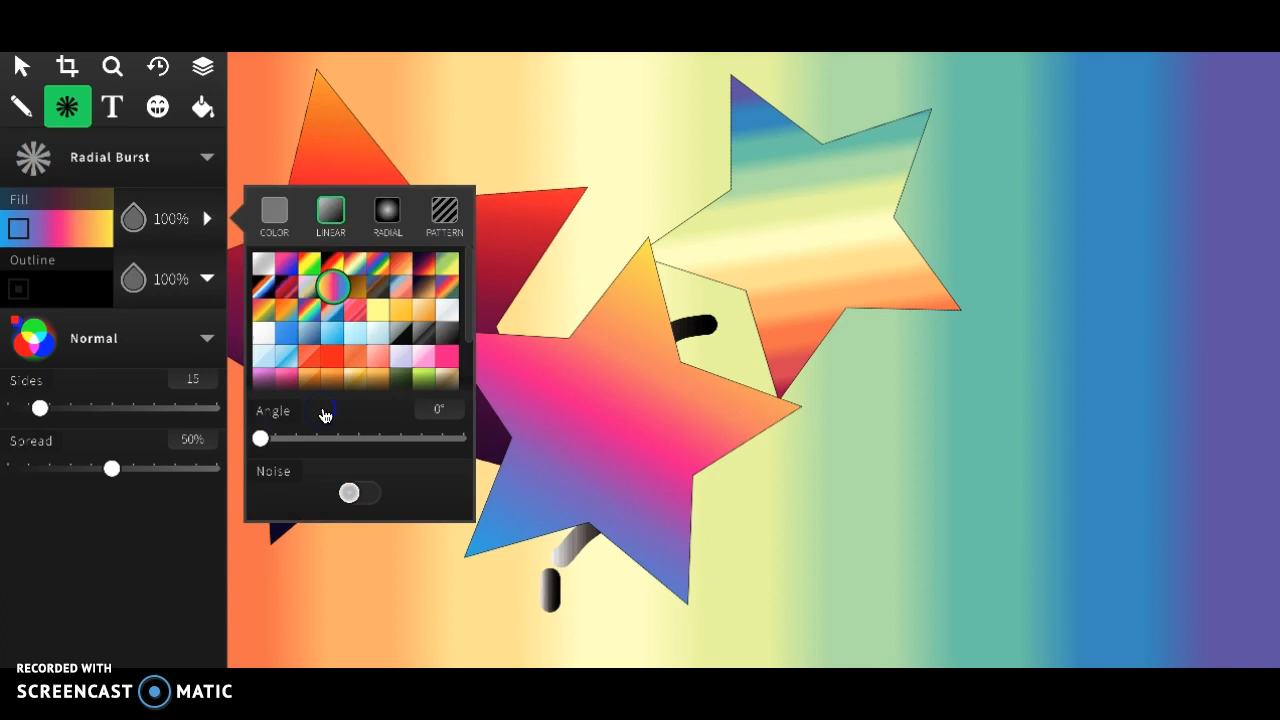 T
Radial Burst
Fill
100%
Outline
100%
Normal
Sides 15
Spread 50%
COLOR LINEAR RADIAL PATTERN
Angle 0°
Noise
RECORDED WITH
SCREENCAST MATIC